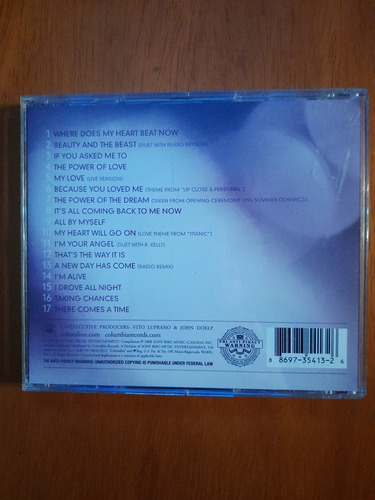 1 WHERE DOES MY HEART BEAT NOW
2 BEAUTY AND THE BEAST (DUET WITH PEABO BRYSON)
3 IF YOU ASKED ME TO
4 THE POWER OF LOVE
5 MY LOVE (LIVE VERSION)
6 BECAUSE YOU LOVED ME (THEME FROM "UP CLOSE & PERSONAL")
7 THE POWER OF THE DREAM (TAKEN FROM OPENING CEREMONY 1996 SUMMER OLYMPICS)
IT'S ALL COMING BACK TO ME NOW
ALL BY MYSELF
10 MY HEART WILL GO ON (LOVE THEME FROM "TITANIC")
11 I'M YOUR ANGEL (DUET WITH R. KELLY)
12 THAT'S THE WAY IT IS
13 A NEW DAY HAS COME (RADIO REMIX)
14 I'M ALIVE
15 I DROVE ALL NIGHT
16 TAKING CHANCES
17 THERE COMES A TIME
EXECUTIVE PRODUCERS: VITO LUPRANO & JOHN DOELP
celinedion.com columbiarecords.com
FBI ANTI-PIRACY WARNING
8 8697-35413-2 6
FBI ANTI-PIRACY WARNING: UNAUTHORIZED COPYING IS PUNISHABLE UNDER FEDERAL LAW